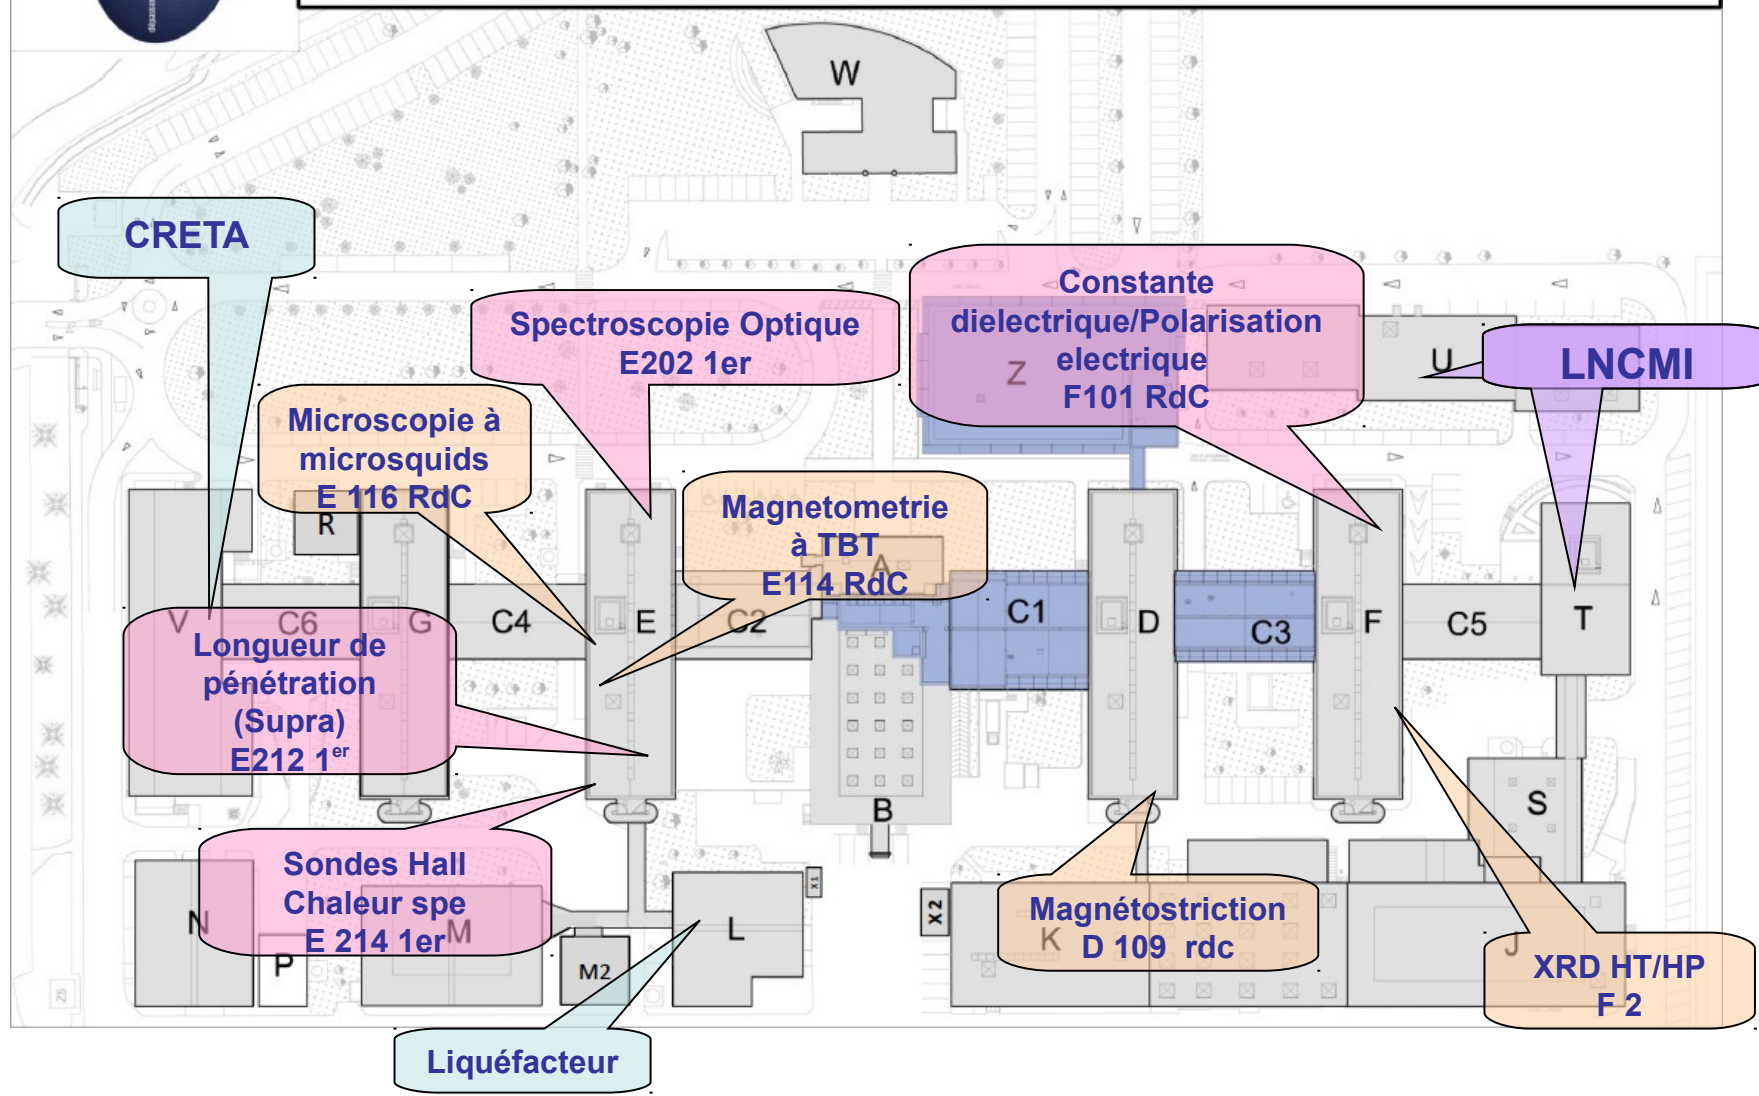 W
CRETA
Spectroscopie Optique
E202 1er
Constante
dielectrique/Polarisation
electrique
F101 RdC
Z
U
LNCMI
Microscopie à
microsquids
E 116 RdC
R
Magnetometrie
à TBT
E114 RdC
A
V
C6
G
C4
E
C2
C1
D
C3
F
C5
T
Longueur de
pénétration
(Supra)
E212 1er
B
S
Sondes Hall
Chaleur spe
E 214 1er
N
P
M
M2
L
X1
X2
K
Magnétostriction
D 109 rdc
J
XRD HT/HP
F 2
Z5
Liquéfacteur